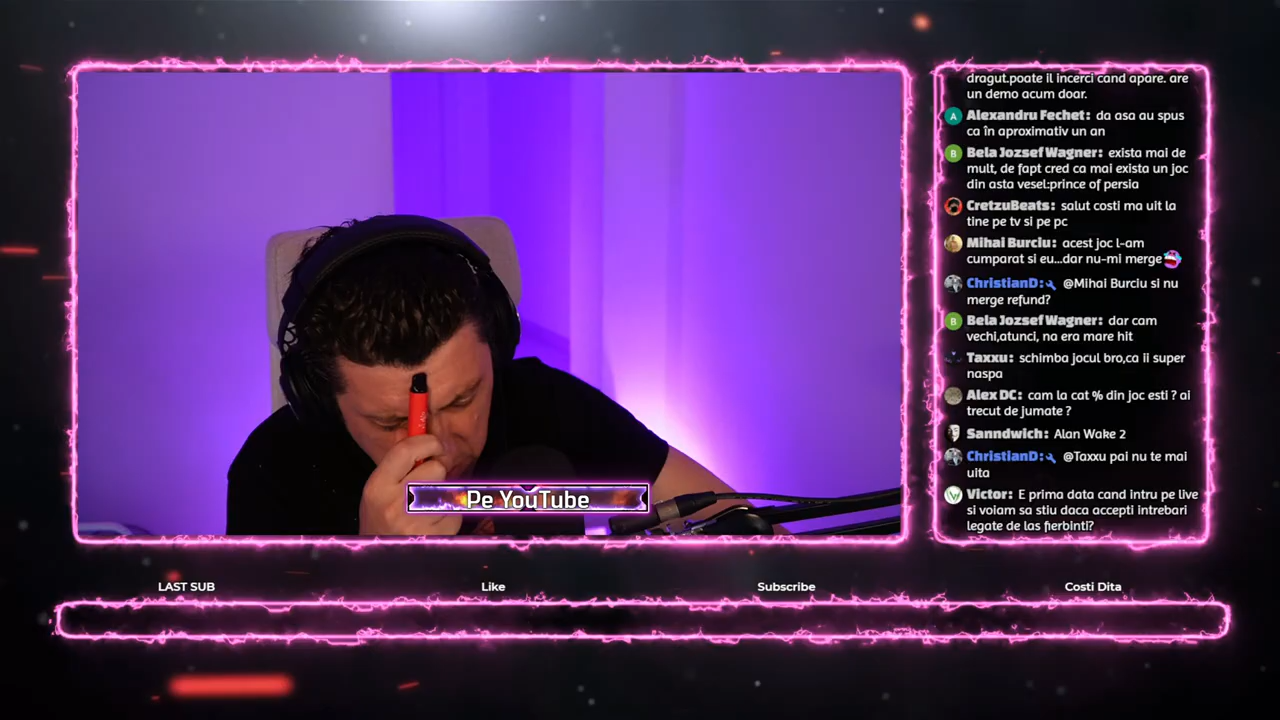 dragut.poate il incerci cand apare. are
un demo acum doar.
A Alexandru Fechet: da asa au spus
ca în aproximativ un an
B Bela Jozsef Wagner: exista mai de
mult, de fapt cred ca mai exista un joc
din asta vesel:prince of persia
CretzuBeats: salut costi ma uit la
tine pe tv si pe pc
Mihai Burciu: acest joc l-am
cumparat si eu...dar nu-mi merge
ChristianD: @Mihai Burciu si nu
merge refund?
B Bela Jozsef Wagner: dar cam
vechi,atunci, na era mare hit
Taxxu: schimba jocul bro,ca ii super
naspa
Alex DC: cam la cat % din joc esti ? ai
trecut de jumate ?
Sanndwich: Alan Wake 2
ChristianD: @Taxxu pai nu te mai
uita
Victor: E prima data cand intru pe live
si voiam sa stiu daca accepti intrebari
legate de las fierbinti?
Pe YouTube
LAST SUB
Like
Subscribe
Costi Dita